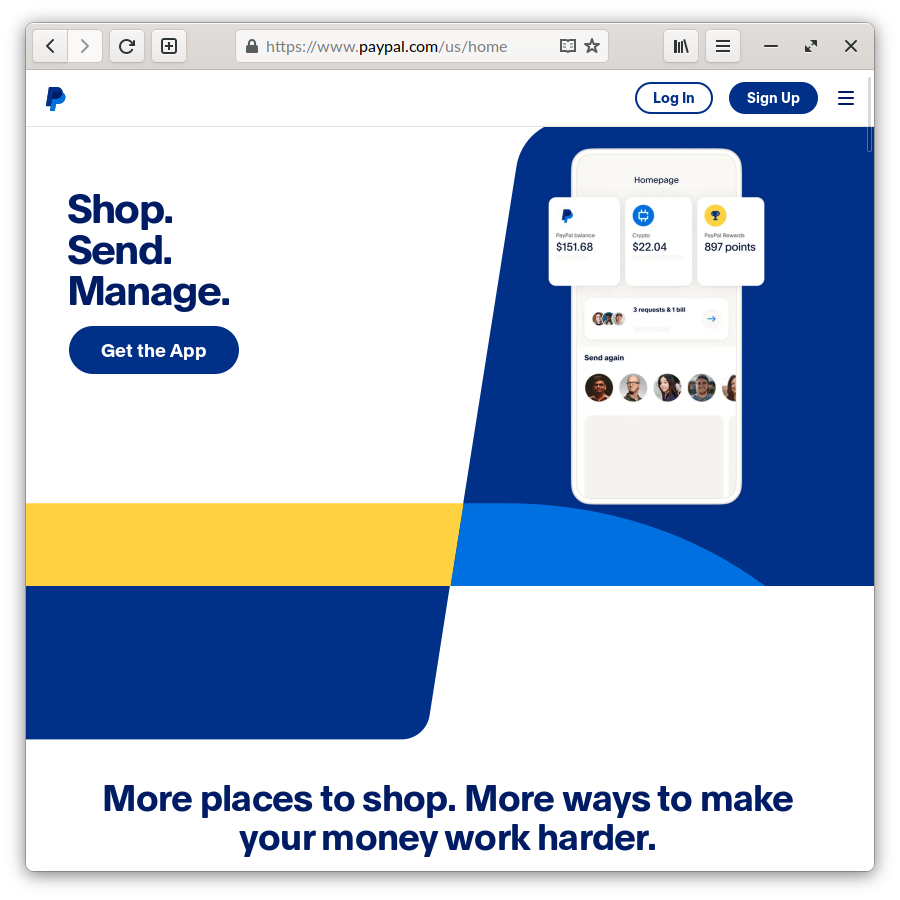 https://www.paypal.com/us/home
Log In
Sign Up
Shop.
Send.
Manage.
Get the App
Homepage
PayPal balance
$151.68
Crypto
$22.04
PayPal Rewards
897 points
3 requests & 1 bill
Send again
More places to shop. More ways to make
your money work harder.